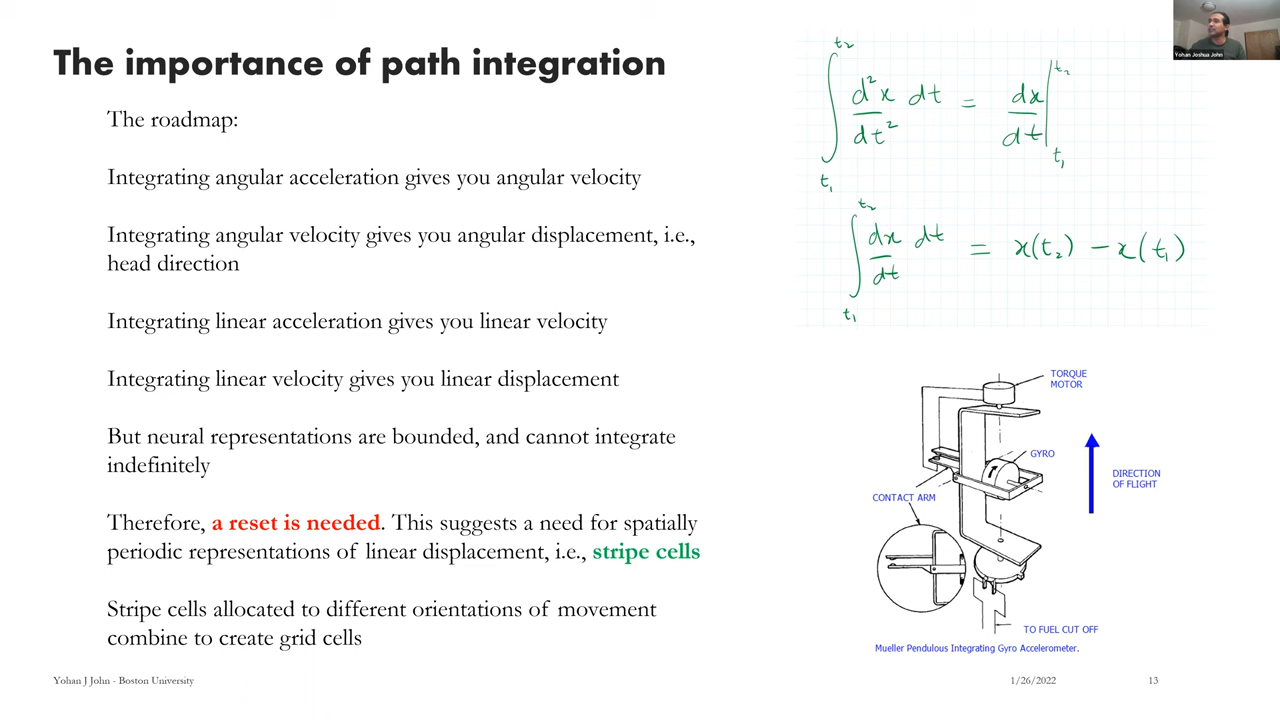 The importance of path integration
The roadmap:
Integrating angular acceleration gives you angular velocity
Integrating angular velocity gives you angular displacement, i.e.,
head direction
Integrating linear acceleration gives you linear velocity
Integrating linear velocity gives you linear displacement
But neural representations are bounded, and cannot integrate
indefinitely
Therefore, a reset is needed. This suggests a need for spatially
periodic representations of linear displacement, i.e., stripe cells
Stripe cells allocated to different orientations of movement
combine to create grid cells
∫_{t₁}^{t₂} d²x/dt² dt = dx/dt |_{t₁}^{t₂}
∫_{t₁}^{t₂} dx/dt dt = x(t₂) - x(t₁)
TORQUE
MOTOR
GYRO
DIRECTION
OF FLIGHT
CONTACT ARM
TO FUEL CUT OFF
Mueller Pendulous Integrating Gyro Accelerometer.
Yohan Joshua John
Yohan J John - Boston University
1/26/2022
13